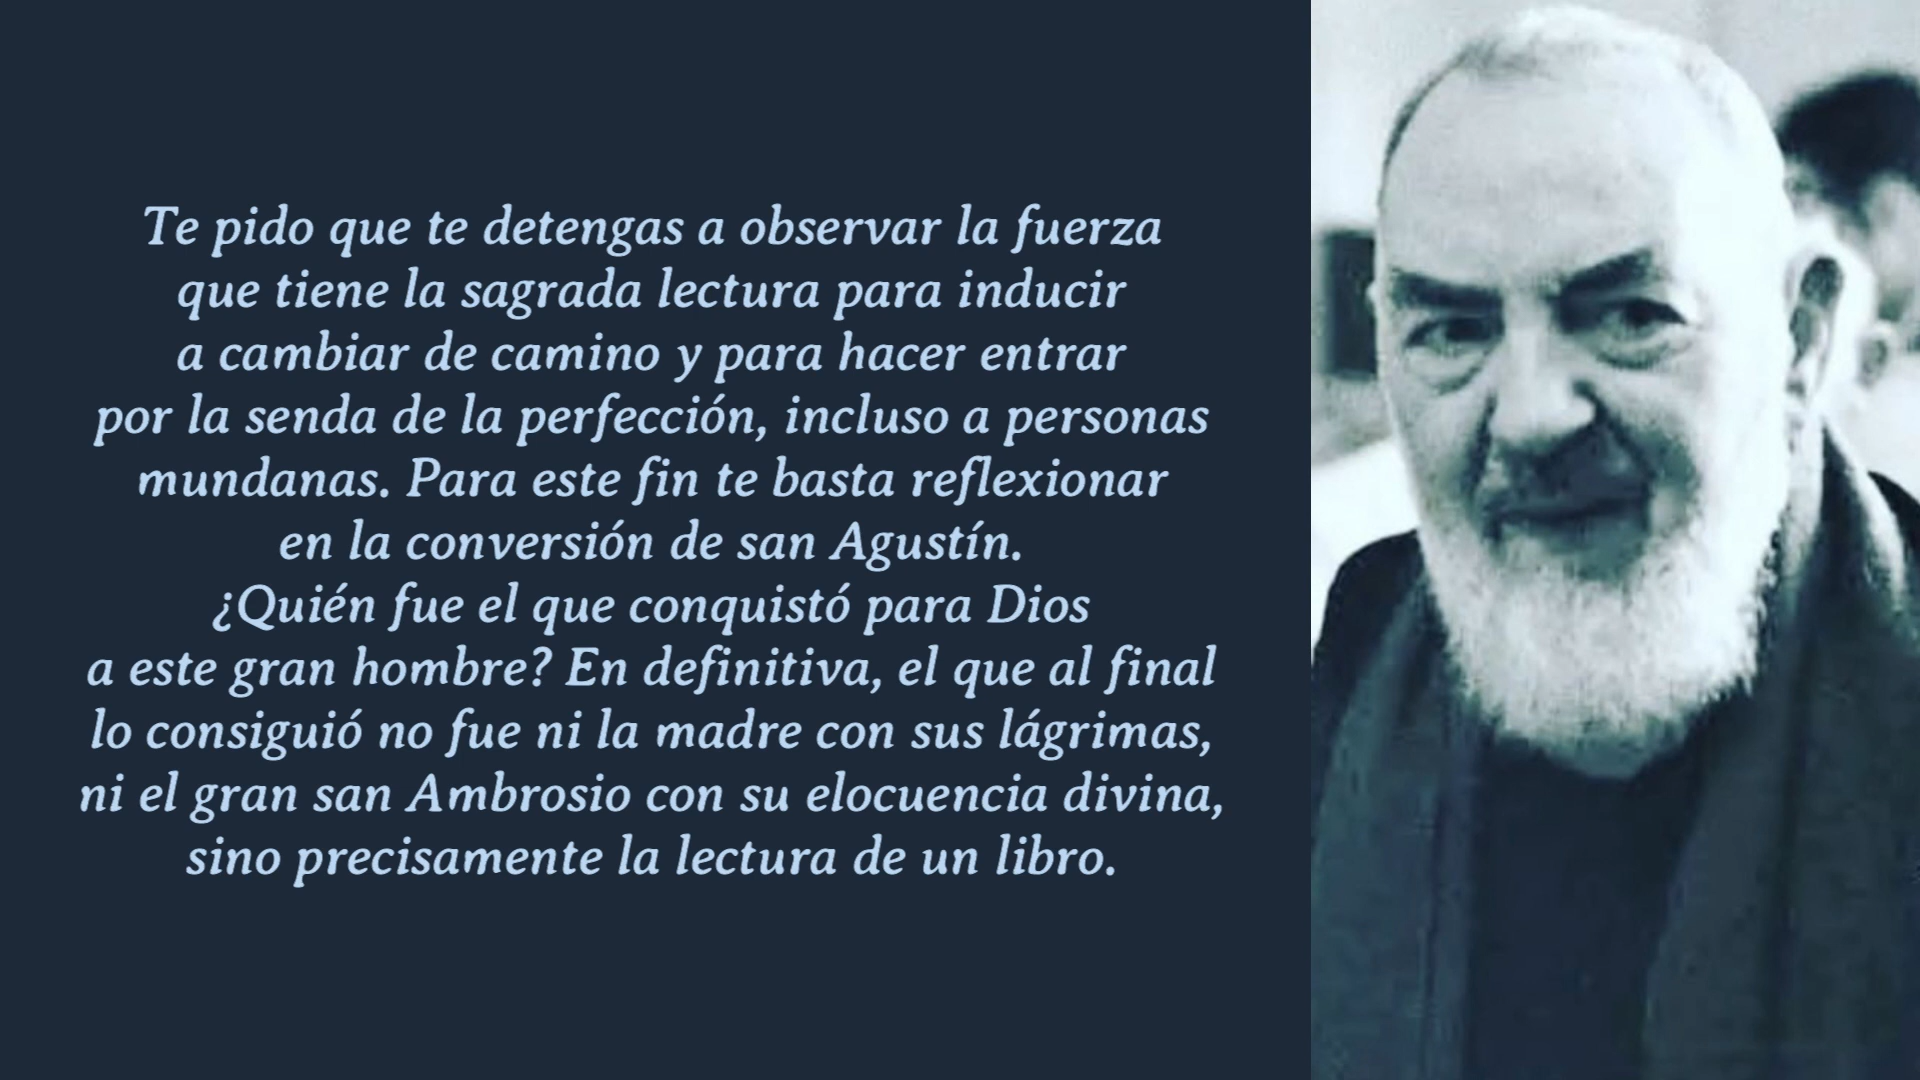 Te pido que te detengas a observar la fuerza
que tiene la sagrada lectura para inducir
a cambiar de camino y para hacer entrar
por la senda de la perfección, incluso a personas
mundanas. Para este fin te basta reflexionar
en la conversión de san Agustín.
¿Quién fue el que conquistó para Dios
a este gran hombre? En definitiva, el que al final
lo consiguió no fue ni la madre con sus lágrimas,
ni el gran san Ambrosio con su elocuencia divina,
sino precisamente la lectura de un libro.